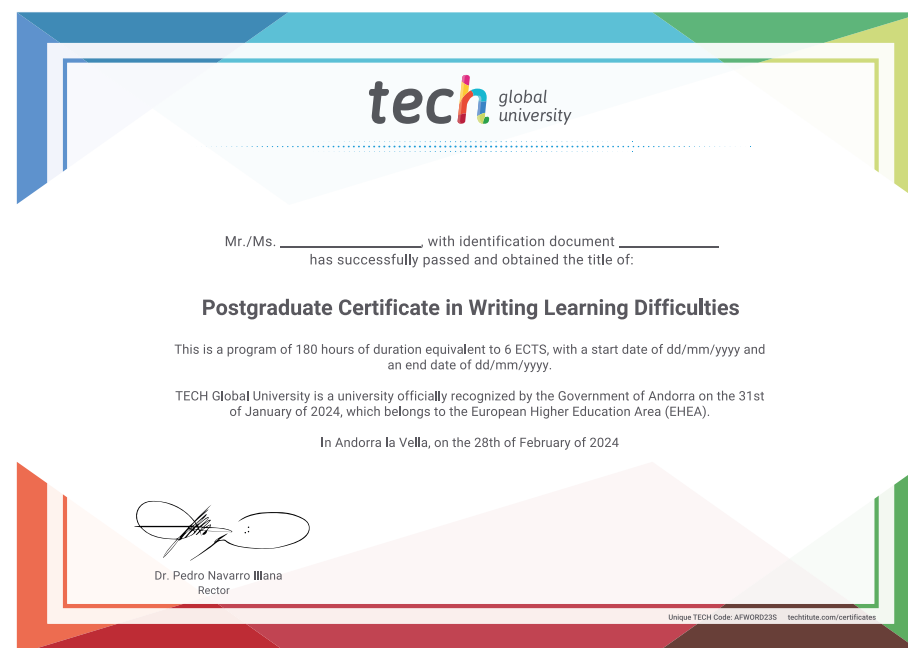 tech global university
Mr./Ms. ____________, with identification document ____________
has successfully passed and obtained the title of:
Postgraduate Certificate in Writing Learning Difficulties
This is a program of 180 hours of duration equivalent to 6 ECTS, with a start date of dd/mm/yyyy and
an end date of dd/mm/yyyy.
TECH Global University is a university officially recognized by the Government of Andorra on the 31st
of January of 2024, which belongs to the European Higher Education Area (EHEA).
In Andorra la Vella, on the 28th of February of 2024
Dr. Pedro Navarro Illana
Rector
Unique TECH Code: AFWORD23S techtitute.com/certificates